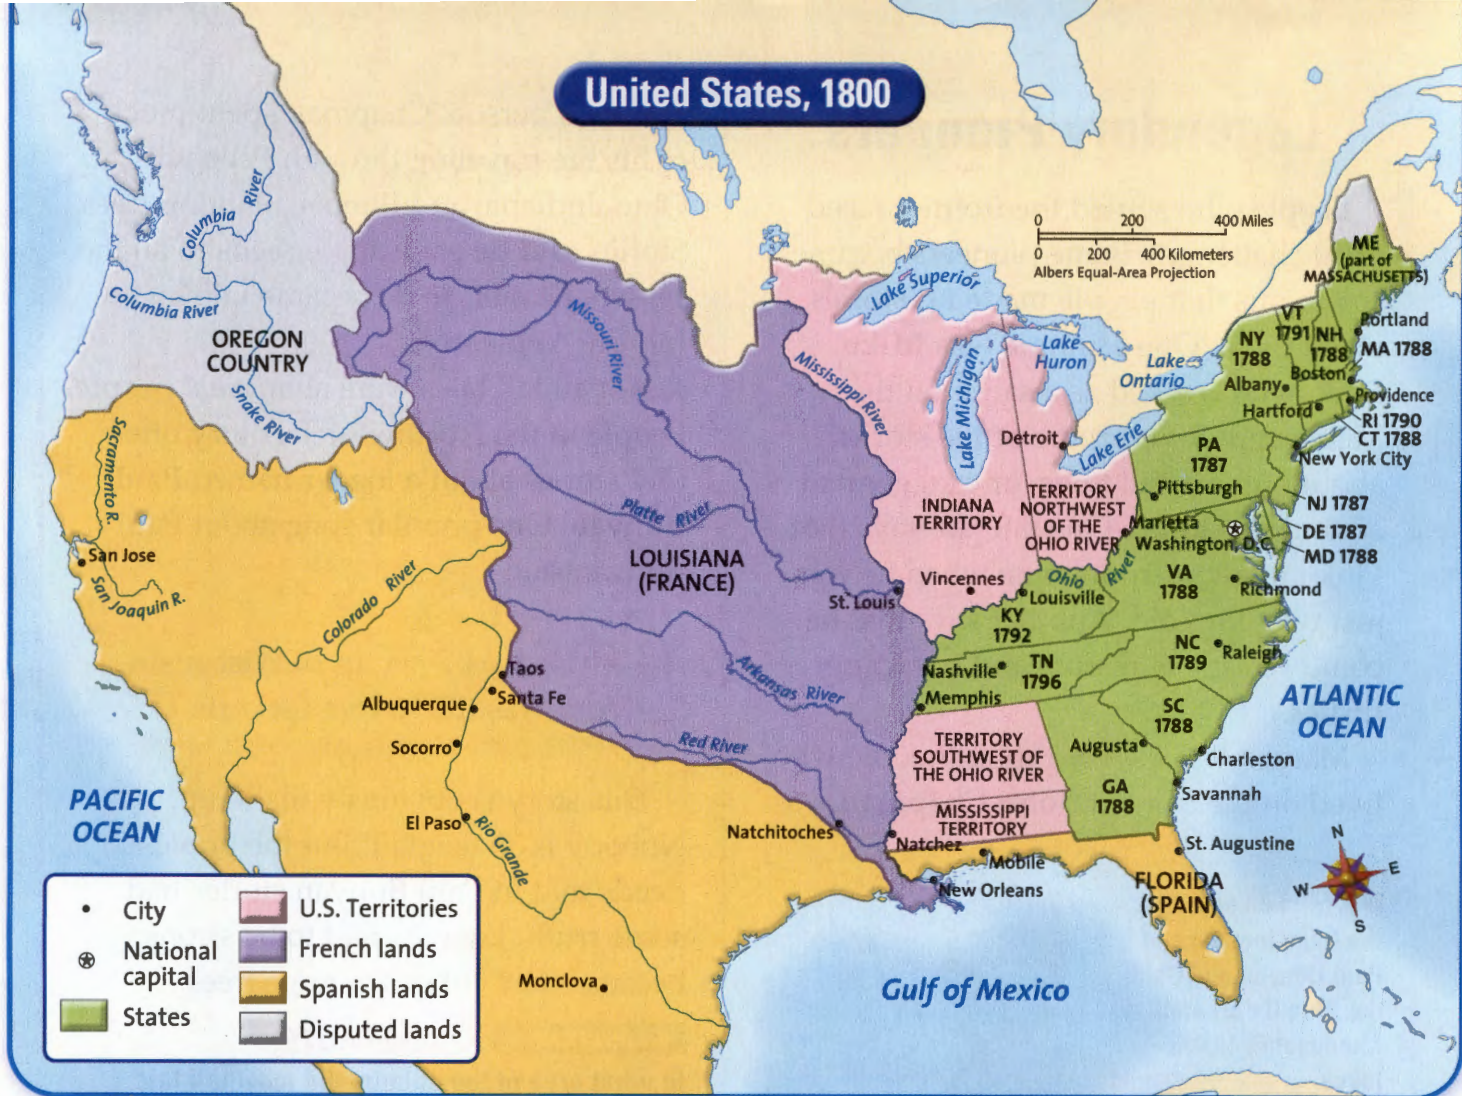 United States, 1800
0 200 400 Miles
0 200 400 Kilometers
Albers Equal-Area Projection
Columbia
River
Columbia River
OREGON
COUNTRY
Snake River
Missouri River
Lake Superior
Mississippi River
Lake Michigan
Lake
Huron
Lake
Ontario
Lake Erie
ME
(part of
MASSACHUSETTS)
VT
1791
NH
1788
NY
1788
Portland
MA 1788
Boston
Albany
Providence
Hartford
RI 1790
CT 1788
New York City
Detroit
PA
1787
Pittsburgh
NJ 1787
DE 1787
MD 1788
INDIANA
TERRITORY
TERRITORY
NORTHWEST
OF THE
OHIO RIVER
Marietta
Washington, D.C.
Sacramento R.
San Jose
San Joaquin R.
Colorado River
Platte River
LOUISIANA
(FRANCE)
St. Louis
Vincennes
Ohio
River
Louisville
VA
1788
Richmond
KY
1792
Nashville
TN
1796
NC
1789
Raleigh
Memphis
Taos
Santa Fe
Albuquerque
Socorro
El Paso
Rio Grande
Arkansas River
Red River
SC
1788
ATLANTIC
OCEAN
TERRITORY
SOUTHWEST OF
THE OHIO RIVER
Augusta
Charleston
GA
1788
Savannah
MISSISSIPPI
TERRITORY
PACIFIC
OCEAN
Natchitoches
Natchez
Mobile
New Orleans
St. Augustine
FLORIDA
(SPAIN)
Monclova
Gulf of Mexico
N
W E
S
City
National
capital
States
U.S. Territories
French lands
Spanish lands
Disputed lands